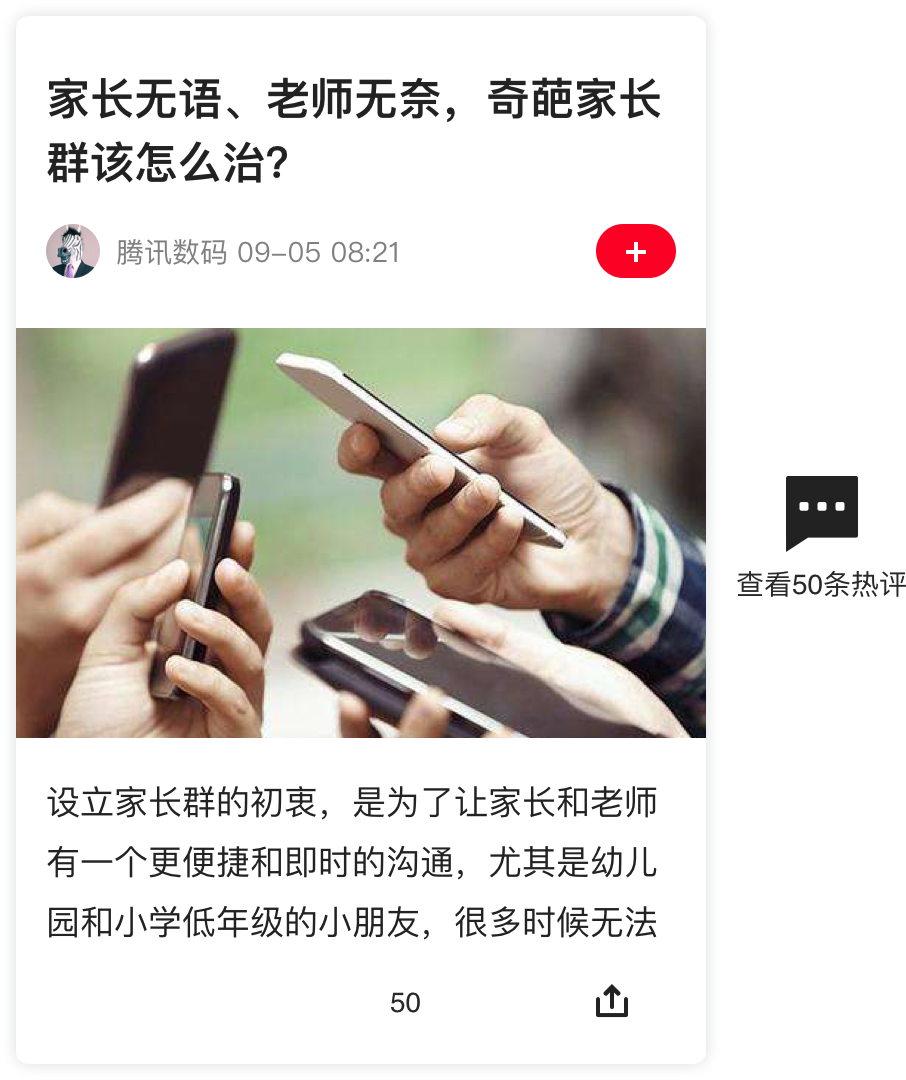 家长无语、老师无奈，奇葩家长
群该怎么治？
腾讯数码 09-05 08:21
查看50条热评
设立家长群的初衷，是为了让家长和老师
有一个更便捷和即时的沟通，尤其是幼儿
园和小学低年级的小朋友，很多时候无法
50